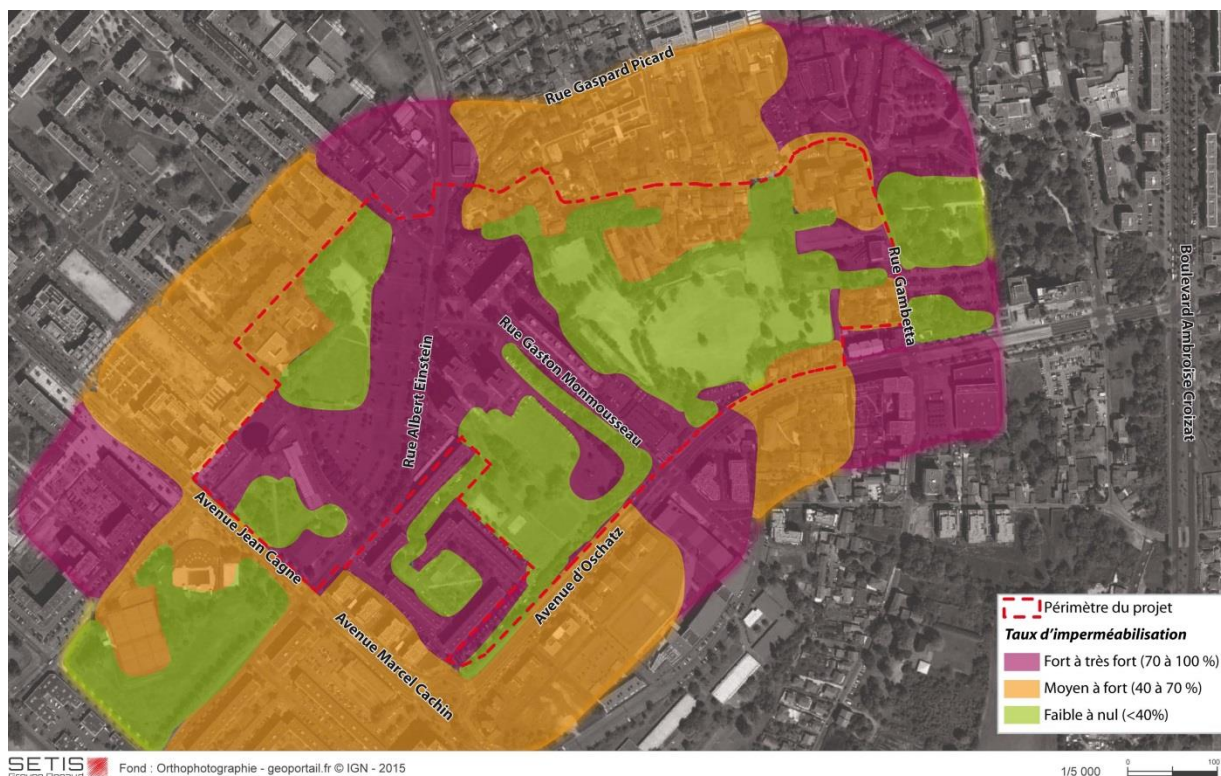 Rue Gaspard Picard
Rue Gambetta
Boulevard Ambroise Croizat
Rue Albert Einstein
Rue Gaston Monmousseau
Avenue Jean Cagne
Avenue d'Oschatz
Avenue Marcel Cachin
Périmètre du projet
Taux d'imperméabilisation
Fort à très fort (70 à 100 %)
Moyen à fort (40 à 70 %)
Faible à nul (<40%)
SETIS
Fond : Orthophotographie - geoportail.fr © IGN - 2015
1/5 000
0 100